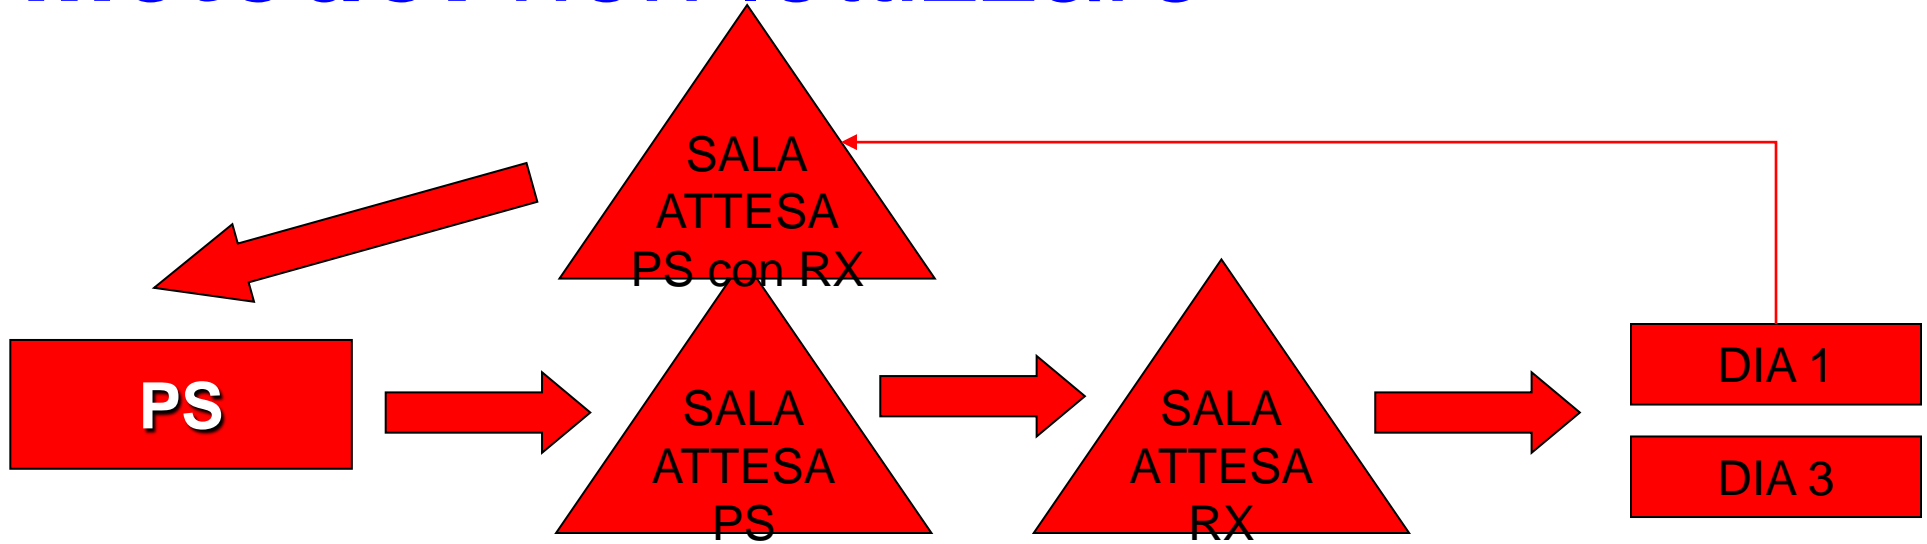 SALA
ATTESA
PS con RX
PS
SALA
ATTESA
PS
SALA
ATTESA
RX
DIA 1
DIA 3